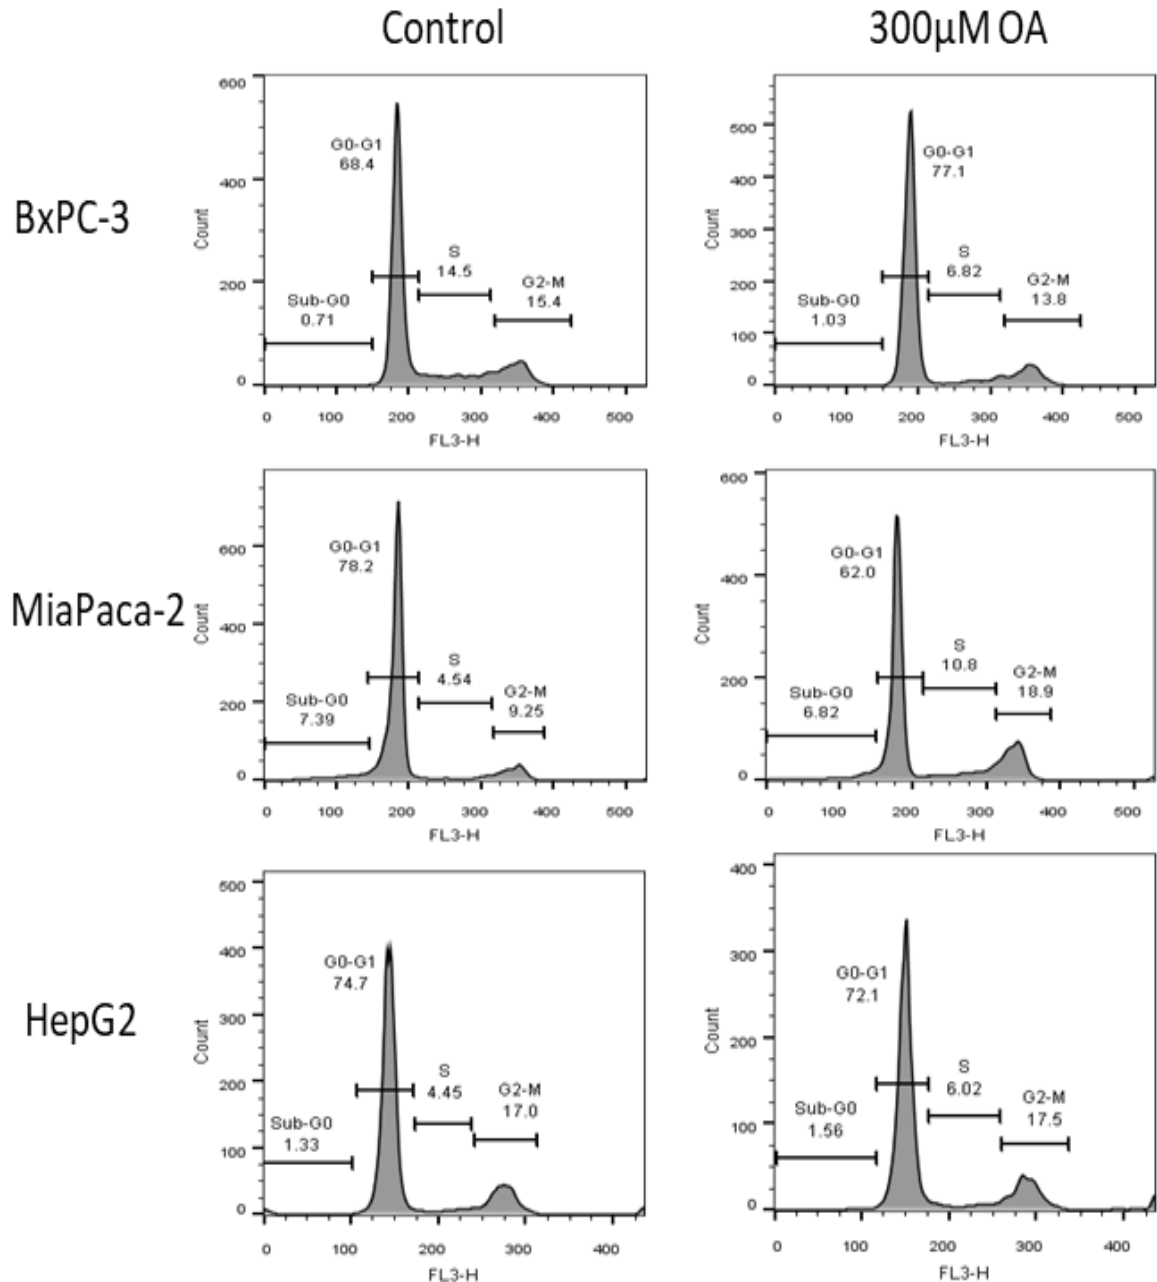 Control
300µM OA
BxPC-3
600
400
200
0
Count
G0-G1
68.4
S
14.5
G2-M
15.4
Sub-G0
0.71
0 100 200 300 400 500
FL3-H
500
400
300
200
100
0
Count
G0-G1
77.1
S
6.82
G2-M
13.8
Sub-G0
1.03
0 100 200 300 400 500
FL3-H
MiaPaca-2
600
400
200
0
Count
G0-G1
78.2
S
4.54
G2-M
9.25
Sub-G0
7.39
0 100 200 300 400 500
FL3-H
600
400
200
0
Count
G0-G1
62.0
S
10.8
G2-M
18.9
Sub-G0
6.82
0 100 200 300 400 500
FL3-H
HepG2
500
400
300
200
100
0
Count
G0-G1
74.7
S
4.45
G2-M
17.0
Sub-G0
1.33
0 100 200 300 400
FL3-H
400
300
200
100
0
Count
G0-G1
72.1
S
6.02
G2-M
17.5
Sub-G0
1.56
0 100 200 300 400
FL3-H